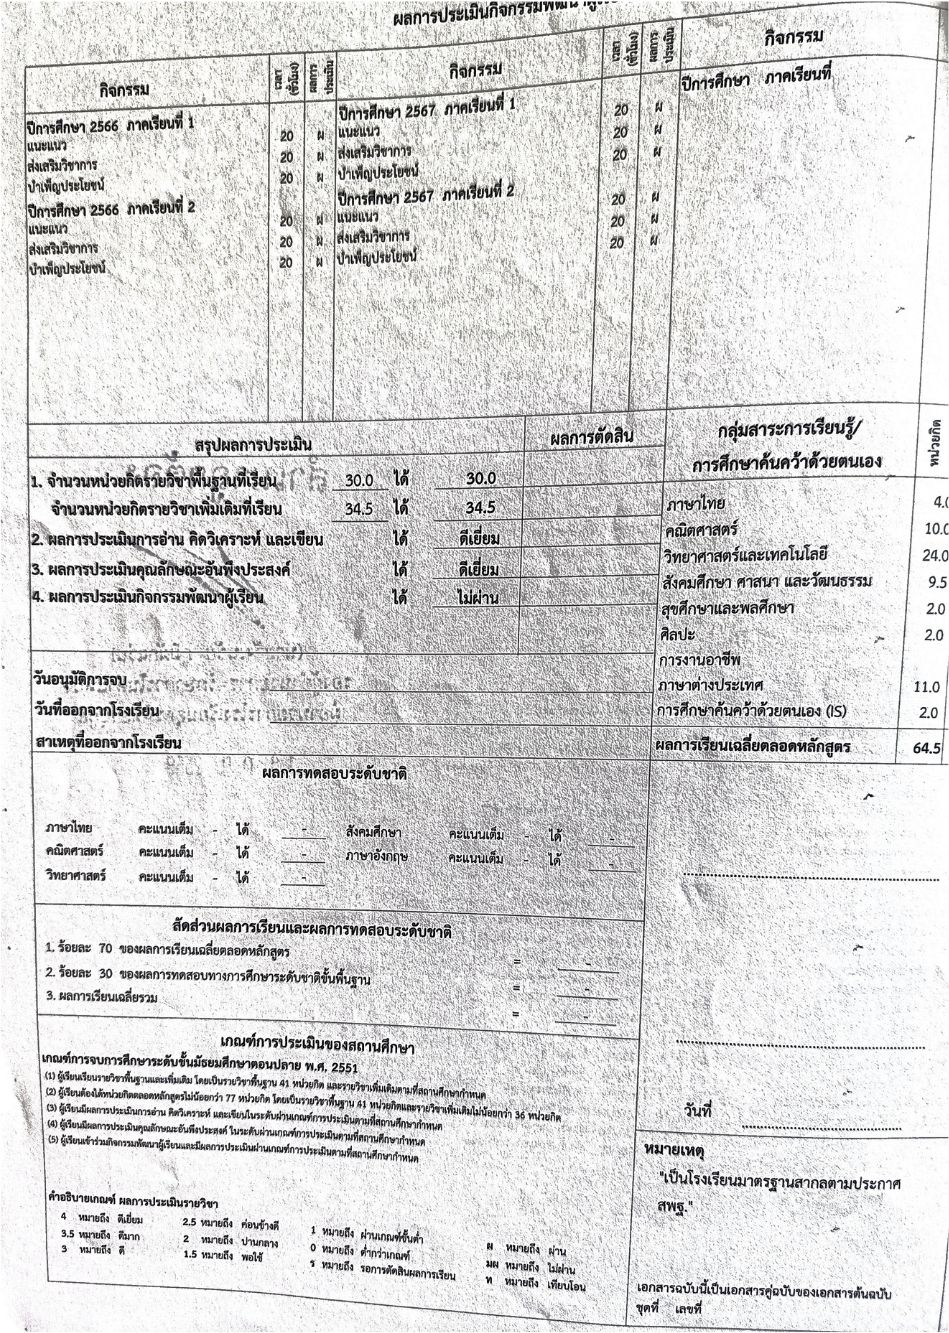 ผลการประเมินกิจกรรมพัฒนา
กิจกรรม เวลา (ชั่วโมง) ผลการประเมิน กิจกรรม เวลา (ชั่วโมง) ผลการประเมิน กิจกรรม
ปีการศึกษา 2566 ภาคเรียนที่ 1
แนะแนว 20 ผ
ส่งเสริมวิชาการ 20 ผ
บำเพ็ญประโยชน์ 20 ผ
ปีการศึกษา 2566 ภาคเรียนที่ 2
แนะแนว 20 ผ
ส่งเสริมวิชาการ 20 ผ
บำเพ็ญประโยชน์ 20 ผ
ปีการศึกษา 2567 ภาคเรียนที่ 1
แนะแนว 20 ผ
ส่งเสริมวิชาการ 20 ผ
บำเพ็ญประโยชน์ 20 ผ
ปีการศึกษา 2567 ภาคเรียนที่ 2
แนะแนว 20 ผ
ส่งเสริมวิชาการ 20 ผ
บำเพ็ญประโยชน์ 20 ผ
ปีการศึกษา ภาคเรียนที่
สรุปผลการประเมิน ผลการตัดสิน
1. จำนวนหน่วยกิตรายวิชาพื้นฐานที่เรียน 30.0 ได้ 30.0
จำนวนหน่วยกิตรายวิชาเพิ่มเติมที่เรียน 34.5 ได้ 34.5
2. ผลการประเมินการอ่าน คิดวิเคราะห์ และเขียน ได้ ดีเยี่ยม
3. ผลการประเมินคุณลักษณะอันพึงประสงค์ ได้ ดีเยี่ยม
4. ผลการประเมินกิจกรรมพัฒนาผู้เรียน ได้ ไม่ผ่าน
วันอนุมัติการจบ
วันที่ออกจากโรงเรียน
สาเหตุที่ออกจากโรงเรียน
กลุ่มสาระการเรียนรู้/ หน่วยกิต
การศึกษาค้นคว้าด้วยตนเอง
ภาษาไทย 4.0
คณิตศาสตร์ 10.0
วิทยาศาสตร์และเทคโนโลยี 24.0
สังคมศึกษา ศาสนา และวัฒนธรรม 9.5
สุขศึกษาและพลศึกษา 2.0
ศิลปะ 2.0
การงานอาชีพ
ภาษาต่างประเทศ 11.0
การศึกษาค้นคว้าด้วยตนเอง (IS) 2.0
ผลการเรียนเฉลี่ยตลอดหลักสูตร 64.5
ผลการทดสอบระดับชาติ
ภาษาไทย คะแนนเต็ม - ได้ - สังคมศึกษา คะแนนเต็ม - ได้ -
คณิตศาสตร์ คะแนนเต็ม - ได้ - ภาษาอังกฤษ คะแนนเต็ม - ได้ -
วิทยาศาสตร์ คะแนนเต็ม - ได้ -
สัดส่วนผลการเรียนและผลการทดสอบระดับชาติ
1. ร้อยละ 70 ของผลการเรียนเฉลี่ยตลอดหลักสูตร = -
2. ร้อยละ 30 ของผลการทดสอบทางการศึกษาระดับชาติขั้นพื้นฐาน = -
3. ผลการเรียนเฉลี่ยรวม = -
เกณฑ์การประเมินของสถานศึกษา
เกณฑ์การจบการศึกษาระดับชั้นมัธยมศึกษาตอนปลาย พ.ศ. 2551
(1) ผู้เรียนเรียนรายวิชาพื้นฐานและเพิ่มเติม โดยเป็นรายวิชาพื้นฐาน 41 หน่วยกิต และรายวิชาเพิ่มเติมตามที่สถานศึกษากำหนด
(2) ผู้เรียนต้องได้หน่วยกิตตลอดหลักสูตรไม่น้อยกว่า 77 หน่วยกิต โดยเป็นรายวิชาพื้นฐาน 41 หน่วยกิตและรายวิชาเพิ่มเติมไม่น้อยกว่า 36 หน่วยกิต
(3) ผู้เรียนมีผลการประเมินการอ่าน คิดวิเคราะห์ และเขียนในระดับผ่านเกณฑ์การประเมินตามที่สถานศึกษากำหนด
(4) ผู้เรียนมีผลการประเมินคุณลักษณะอันพึงประสงค์ ในระดับผ่านเกณฑ์การประเมินตามที่สถานศึกษากำหนด
(5) ผู้เรียนเข้าร่วมกิจกรรมพัฒนาผู้เรียนและมีผลการประเมินผ่านเกณฑ์การประเมินตามที่สถานศึกษากำหนด
คำอธิบายเกณฑ์ ผลการประเมินรายวิชา
4 หมายถึง ดีเยี่ยม 2.5 หมายถึง ค่อนข้างดี 1 หมายถึง ผ่านเกณฑ์ขั้นต่ำ ผ หมายถึง ผ่าน
3.5 หมายถึง ดีมาก 2 หมายถึง ปานกลาง 0 หมายถึง ต่ำกว่าเกณฑ์ มผ หมายถึง ไม่ผ่าน
3 หมายถึง ดี 1.5 หมายถึง พอใช้ ร หมายถึง รอการตัดสินผลการเรียน ท หมายถึง เทียบโอน
วันที่
หมายเหตุ
"เป็นโรงเรียนมาตรฐานสากลตามประกาศ
สพฐ."
เอกสารฉบับนี้เป็นเอกสารคู่ฉบับของเอกสารต้นฉบับ
ชุดที่ เลขที่